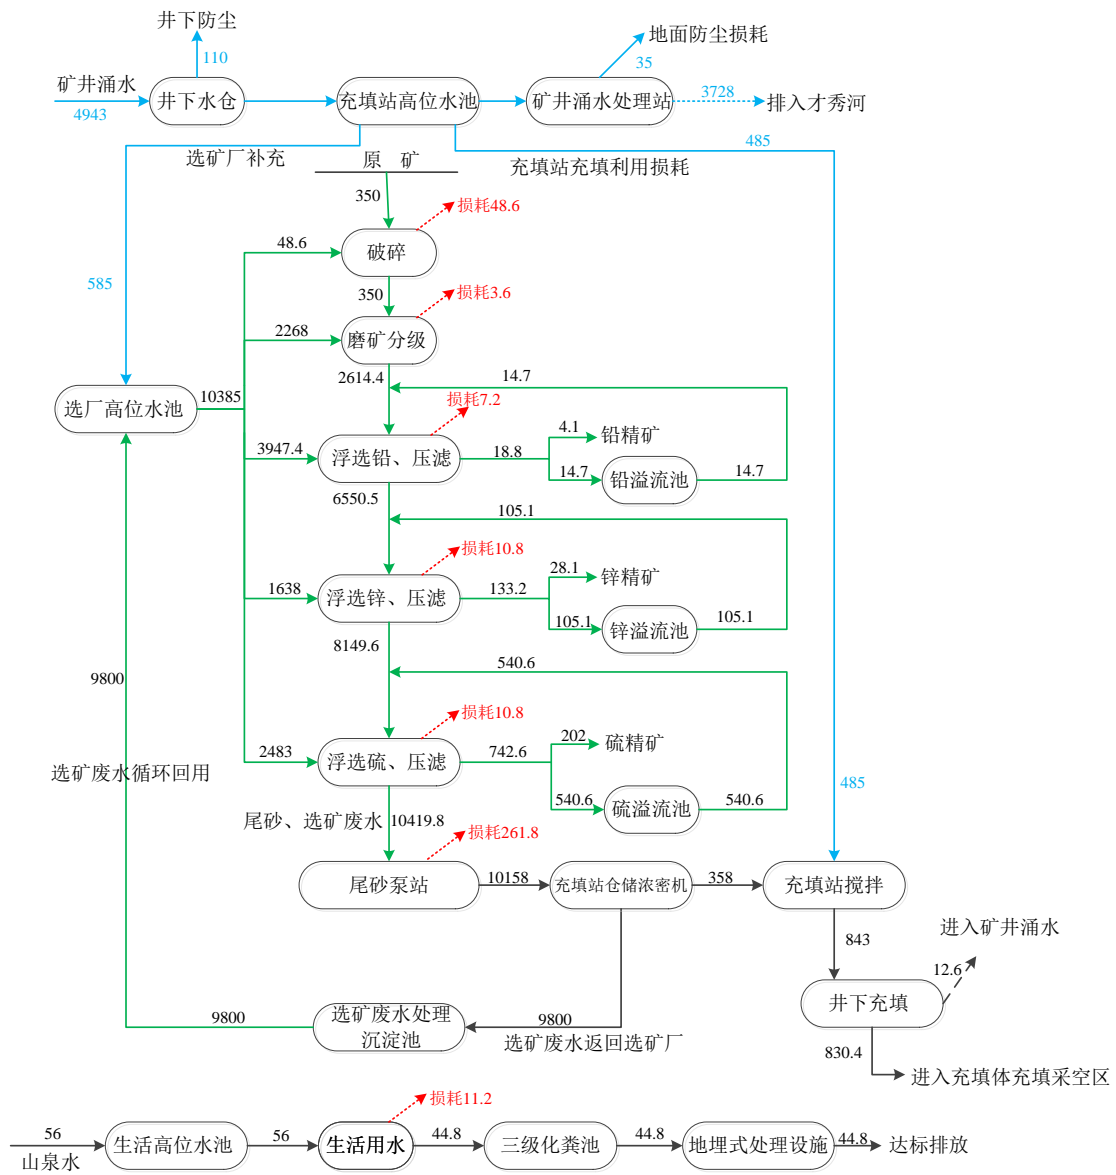 井下防尘
110
地面防尘损耗
35
矿井涌水
4943
井下水仓
充填站高位水池
矿井涌水处理站
3728
排入才秀河
485
选矿厂补充
原 矿
充填站充填利用损耗
350
损耗48.6
48.6
破碎
585
350
损耗3.6
2268
磨矿分级
2614.4
14.7
10385
选厂高位水池
损耗7.2
3947.4
浮选铅、压滤
18.8
4.1
铅精矿
14.7
铅溢流池
14.7
6550.5
105.1
损耗10.8
1638
浮选锌、压滤
133.2
28.1
锌精矿
105.1
锌溢流池
105.1
8149.6
540.6
9800
损耗10.8
2483
浮选硫、压滤
742.6
202
硫精矿
选矿废水循环回用
540.6
硫溢流池
540.6
485
尾砂、选矿废水
10419.8
损耗261.8
尾砂泵站
10158
充填站仓储浓密机
358
充填站搅拌
843
进入矿井涌水
12.6
井下充填
9800
选矿废水处理
沉淀池
9800
选矿废水返回选矿厂
830.4
进入充填体充填采空区
损耗11.2
56
山泉水
生活高位水池
56
生活用水
44.8
三级化粪池
44.8
地埋式处理设施
44.8
达标排放